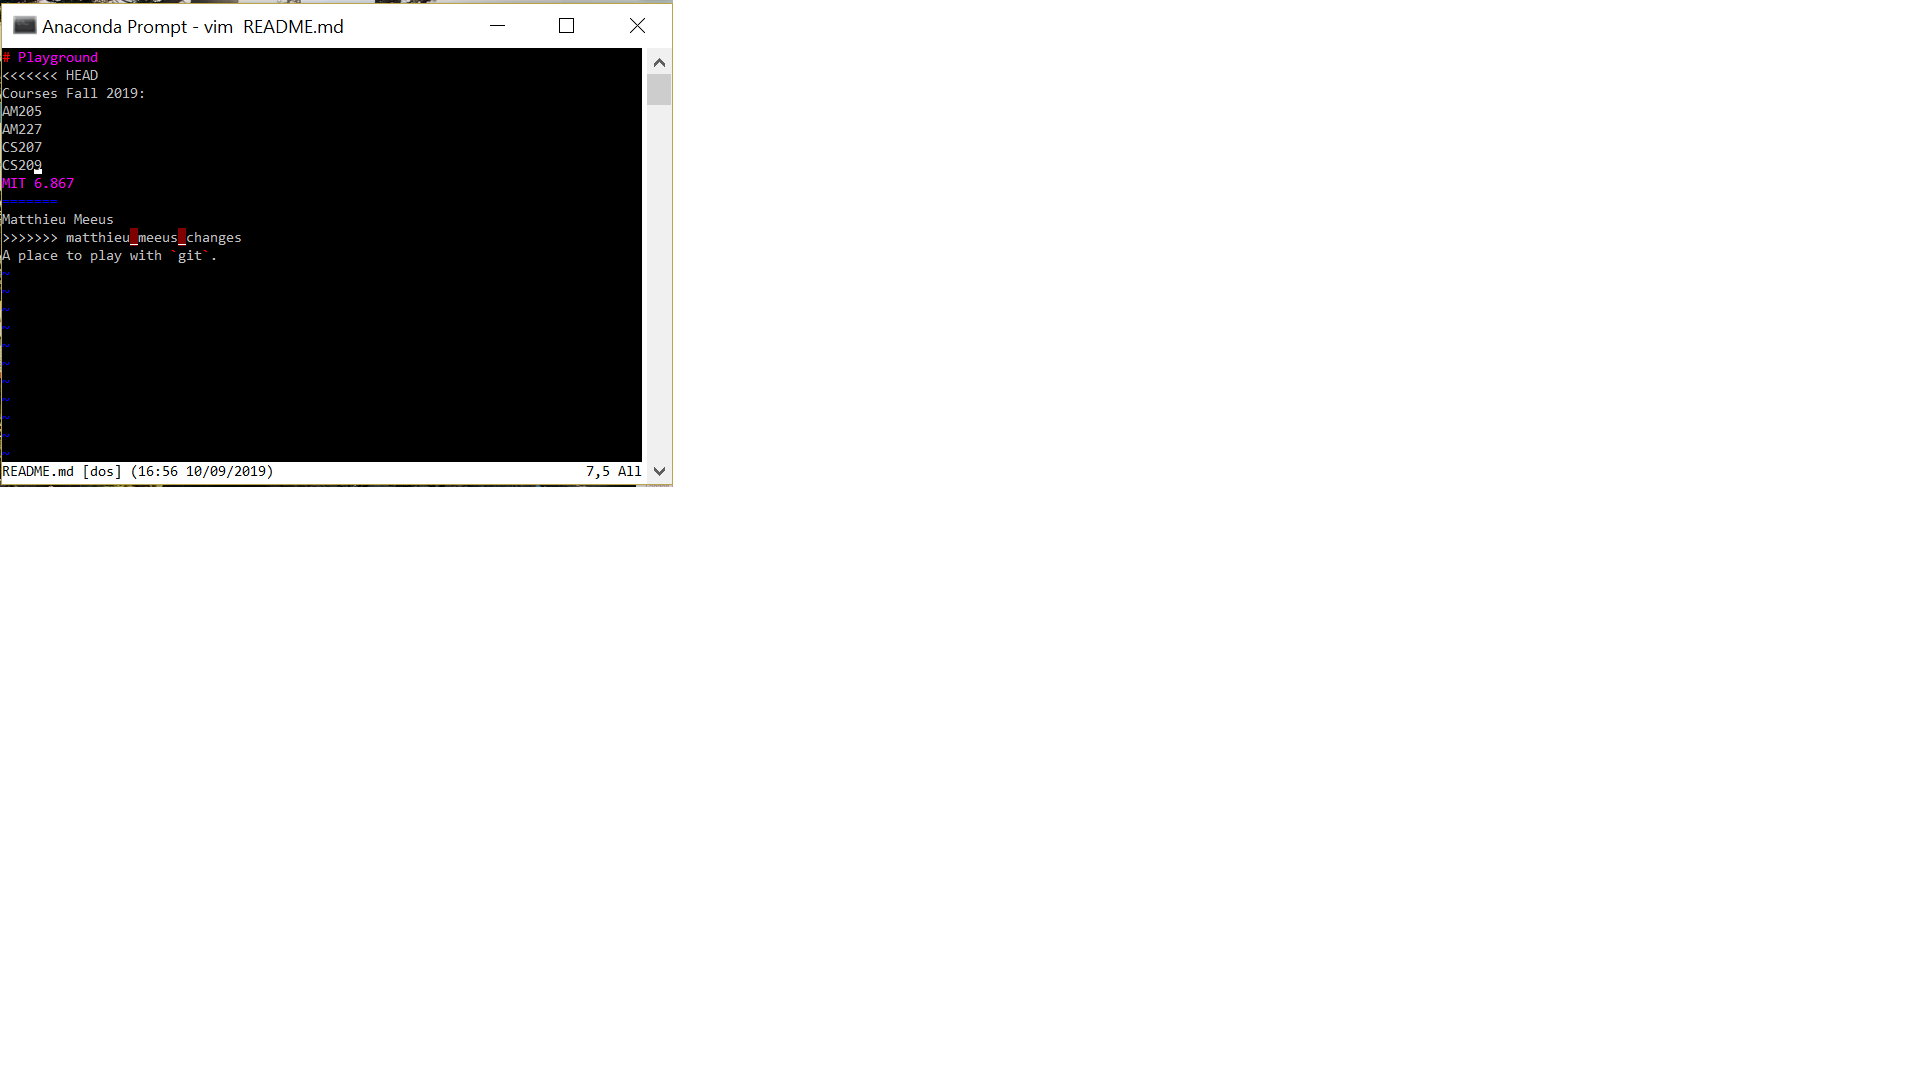 Anaconda Prompt - vim  README.md
# Playground
<<<<<<< HEAD
Courses Fall 2019:
AM205
AM227
CS207
CS209
MIT 6.867
=======
Matthieu Meeus
>>>>>>> matthieu_meeus_changes
A place to play with `git`.
~
~
~
~
~
~
~
~
~
~
~
README.md [dos] (16:56 10/09/2019) 7,5 All